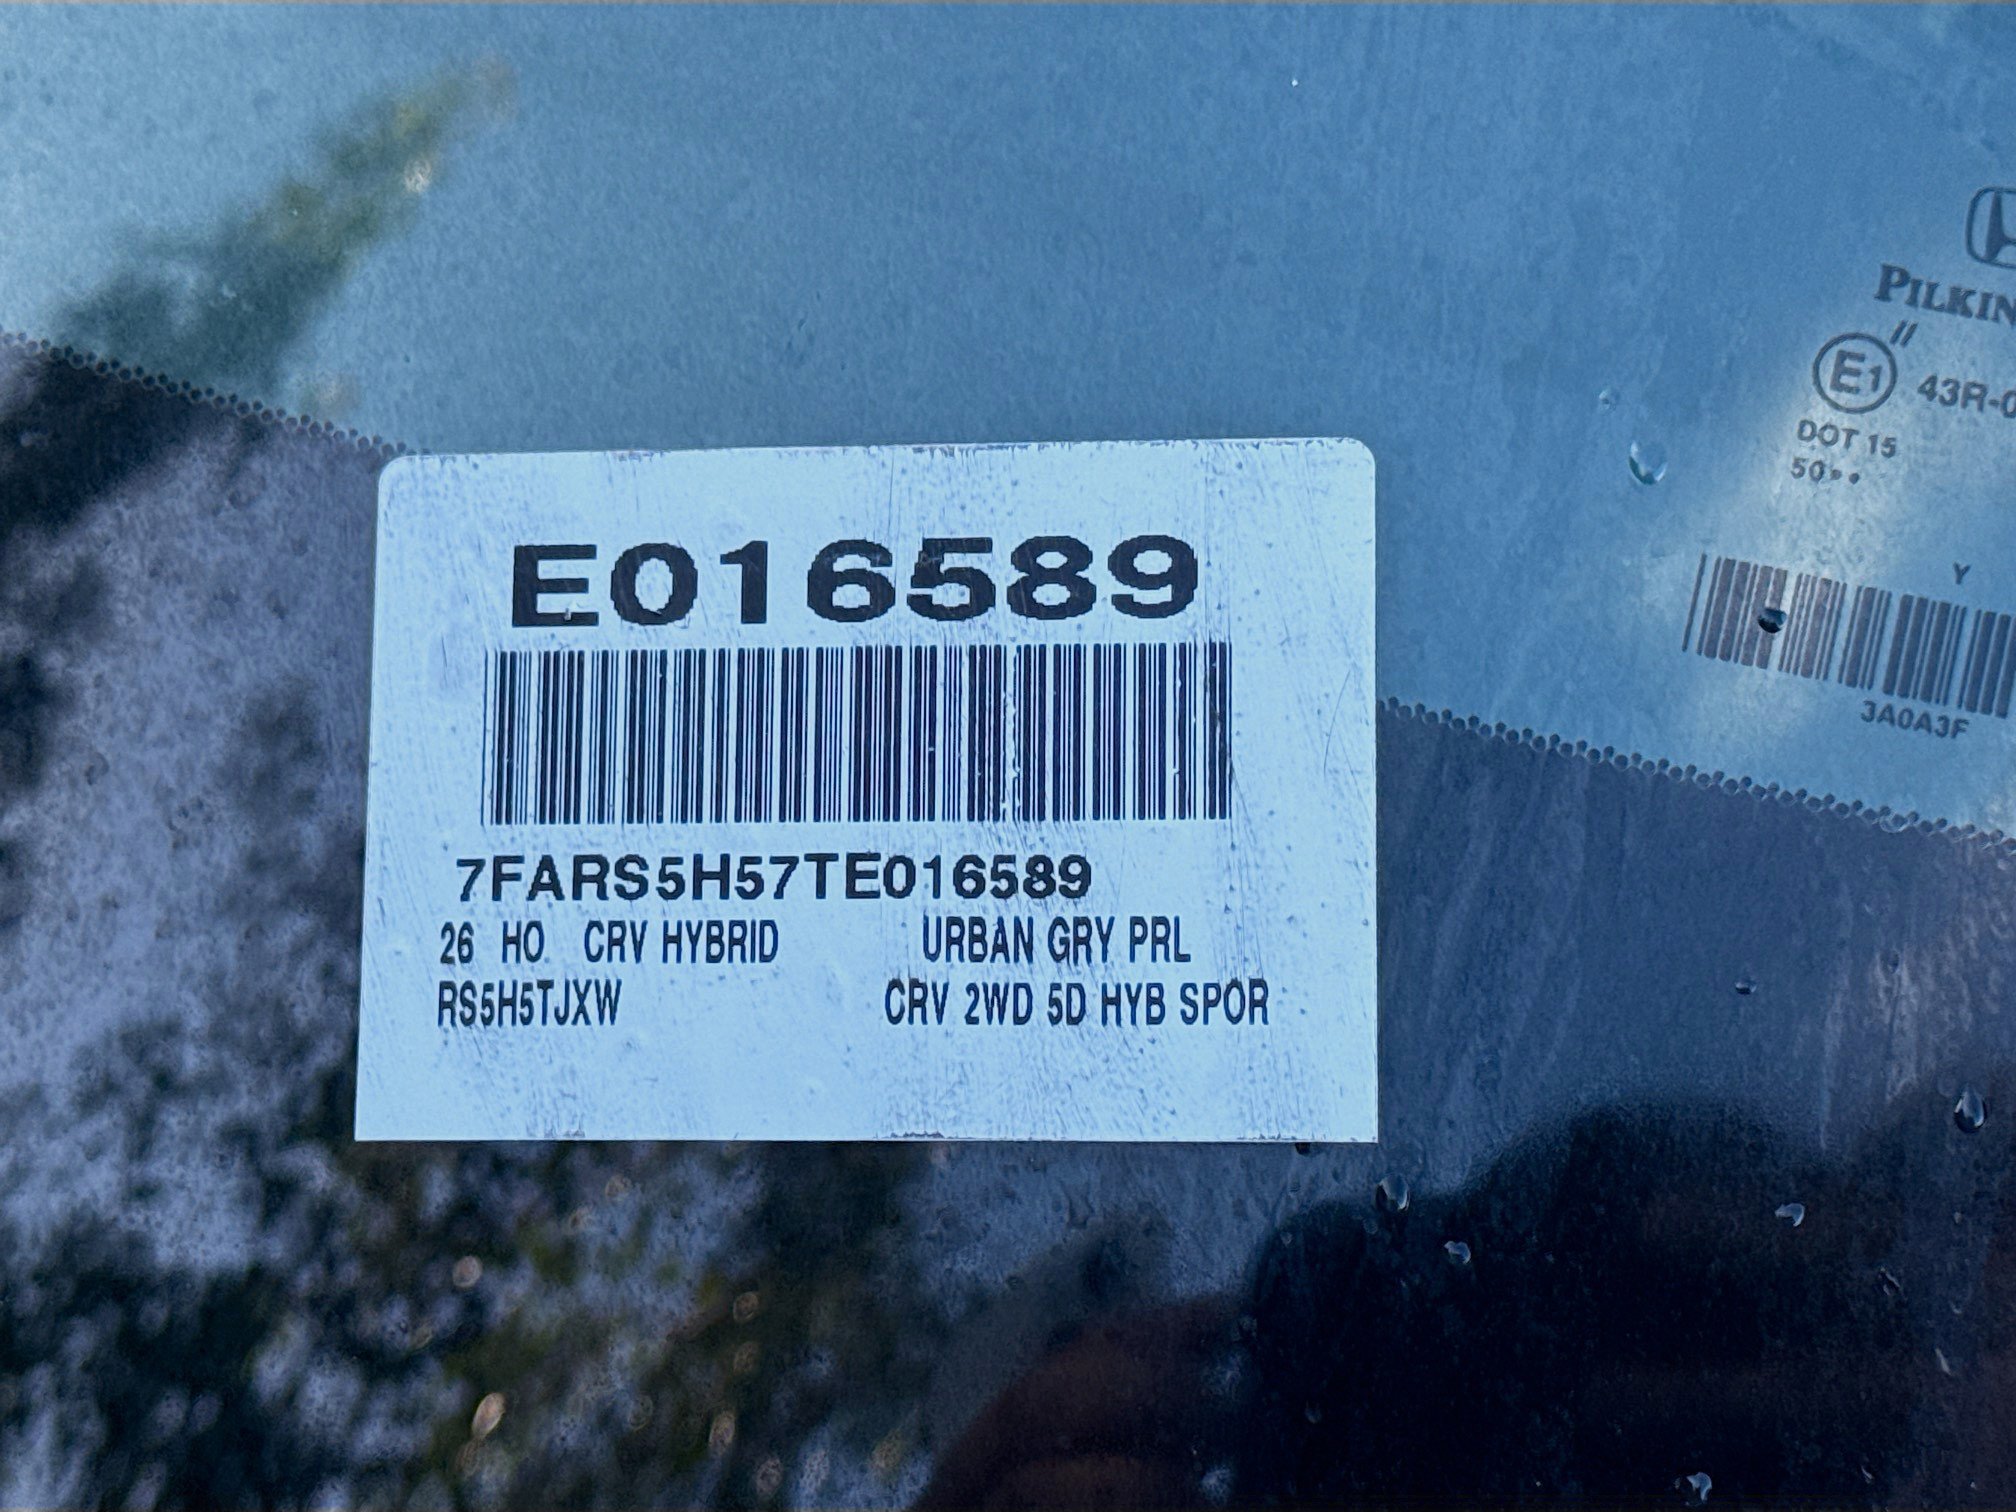 E016589
7FARS5H57TE016589
26 HO CRV HYBRID URBAN GRY PRL
RS5H5TJXW CRV 2WD 5D HYB SPOR
PILKIN
//
E1 43R-0
DOT 15
50••
Y
3A0A3F